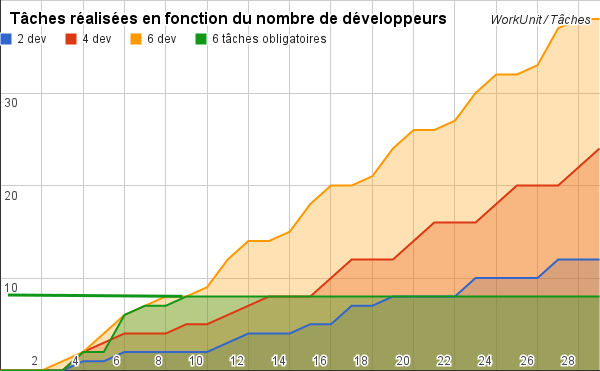 Tâches réalisées en fonction du nombre de développeurs
WorkUnit / Tâches
2 dev 4 dev 6 dev 6 tâches obligatoires
30
20
10
2 4 6 8 10 12 14 16 18 20 22 24 26 28